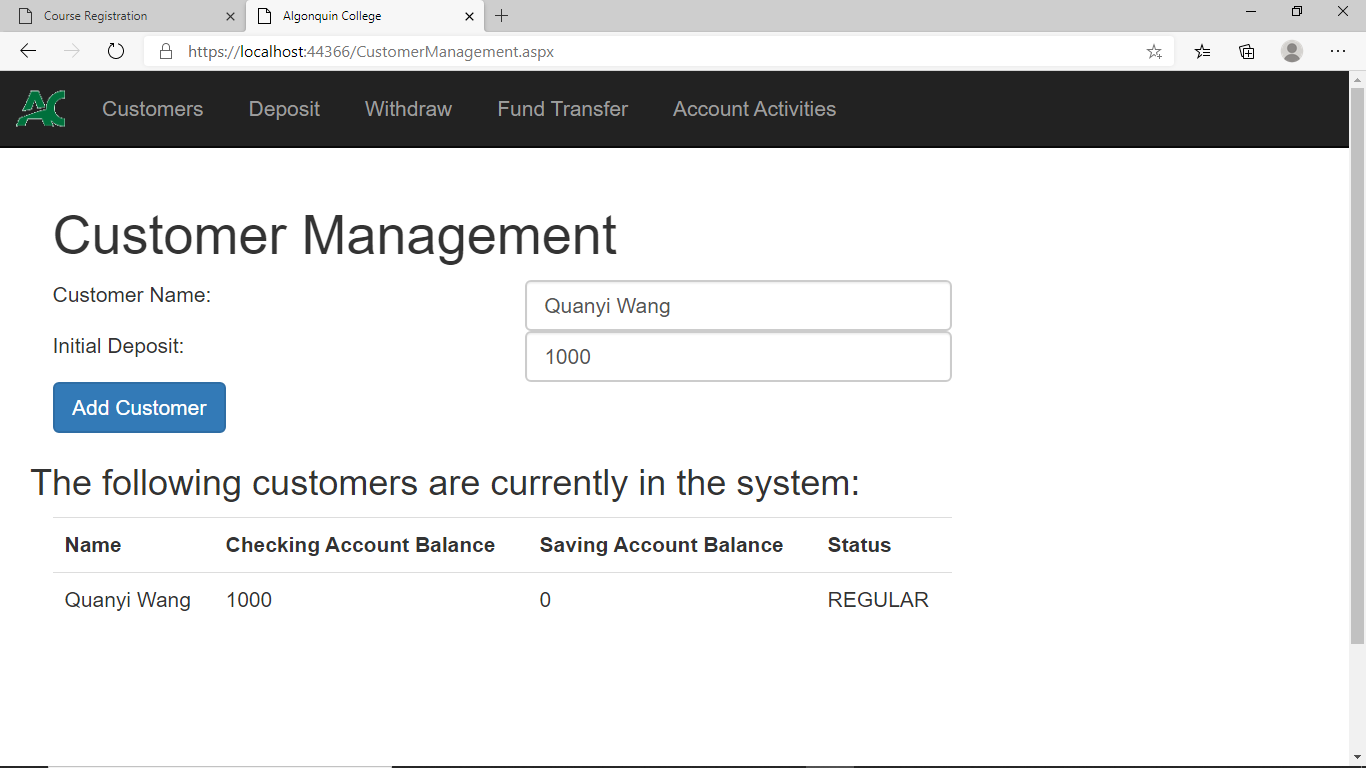 Course Registration
Algonquin College
https://localhost:44366/CustomerManagement.aspx
AC Customers Deposit Withdraw Fund Transfer Account Activities
Customer Management
Customer Name: Quanyi Wang
Initial Deposit: 1000
Add Customer
The following customers are currently in the system:
Name Checking Account Balance Saving Account Balance Status
Quanyi Wang 1000 0 REGULAR